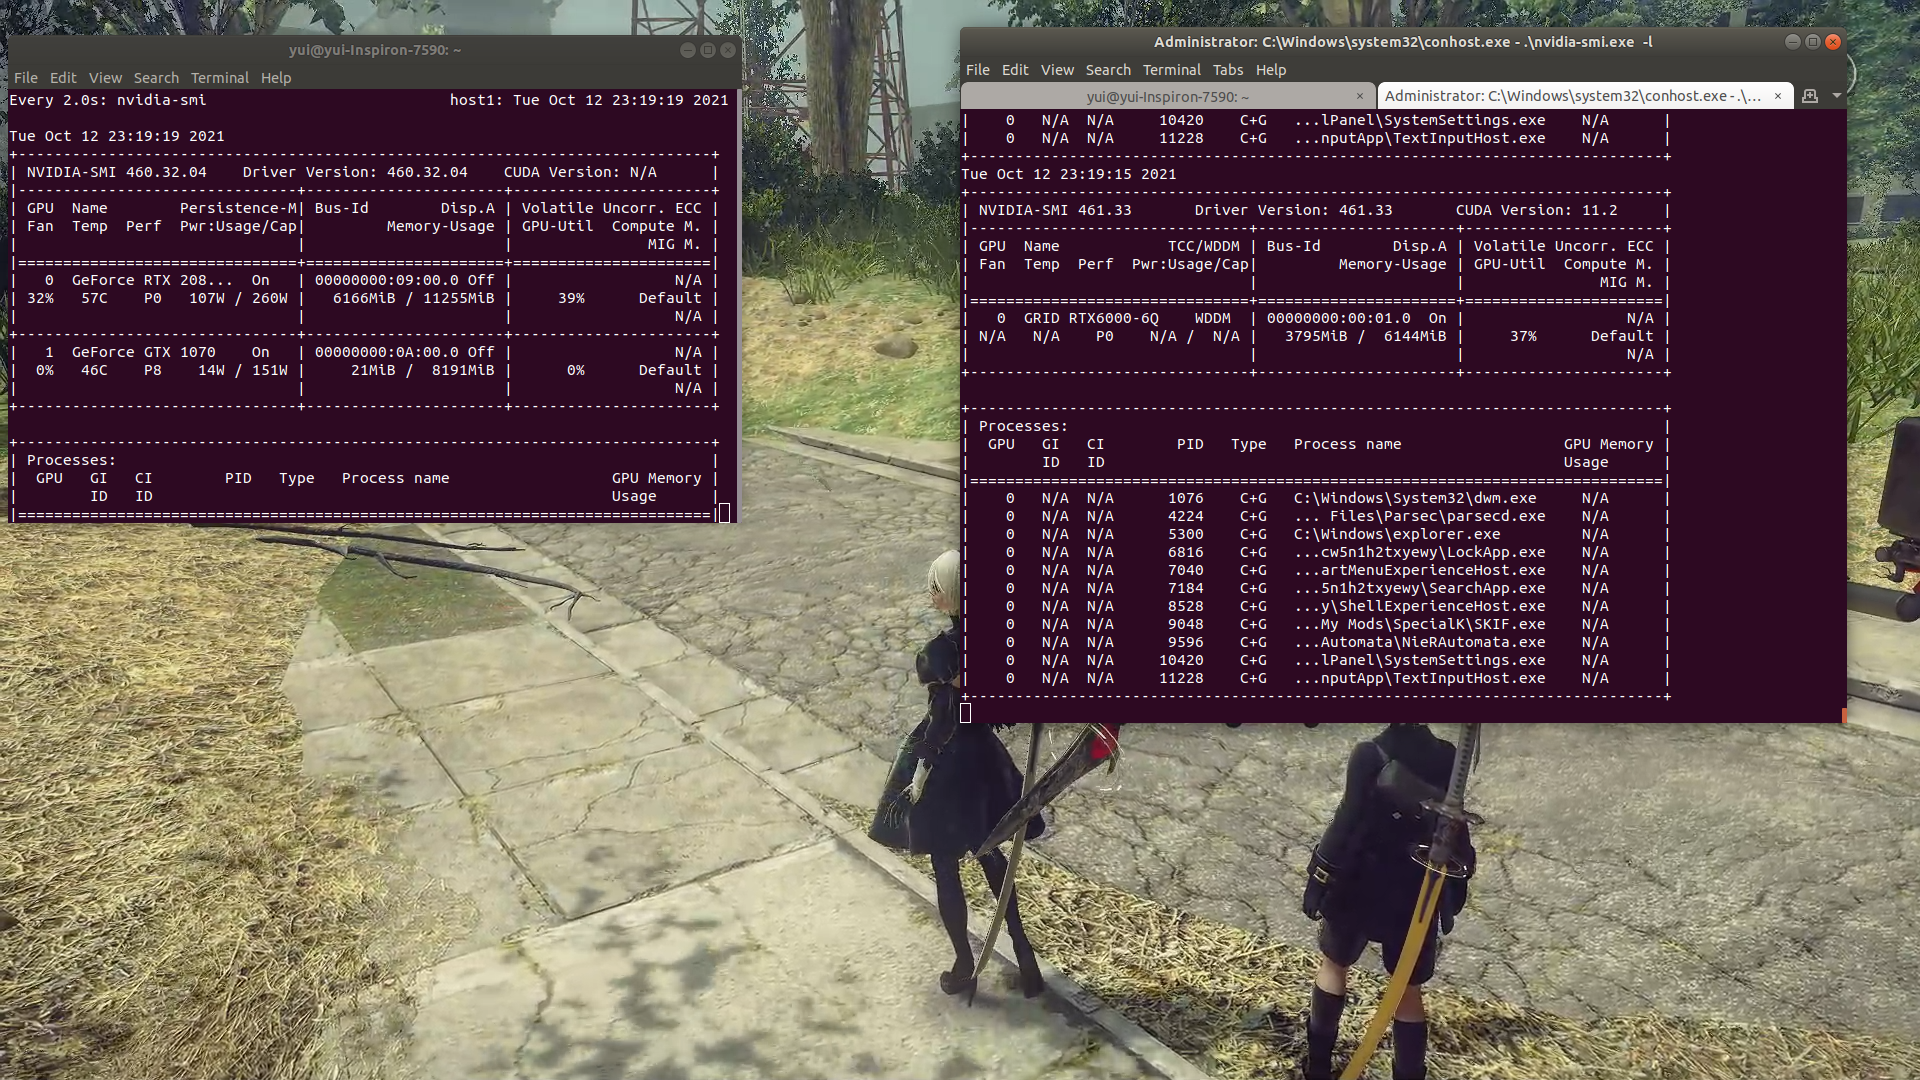 yui@yui-Inspiron-7590: ~
File Edit View Search Terminal Help
Every 2.0s: nvidia-smi host1: Tue Oct 12 23:19:19 2021
Tue Oct 12 23:19:19 2021
+-----------------------------------------------------------------------------+
| NVIDIA-SMI 460.32.04    Driver Version: 460.32.04    CUDA Version: N/A      |
|-------------------------------+----------------------+----------------------+
| GPU  Name        Persistence-M| Bus-Id        Disp.A | Volatile Uncorr. ECC |
| Fan  Temp  Perf  Pwr:Usage/Cap|         Memory-Usage | GPU-Util  Compute M. |
|                               |                      |               MIG M. |
|===============================+======================+======================|
|   0  GeForce RTX 208...  On   | 00000000:09:00.0 Off |                  N/A |
| 32%   57C    P0   107W / 260W |   6166MiB / 11255MiB |     39%      Default |
|                               |                      |                  N/A |
+-------------------------------+----------------------+----------------------+
|   1  GeForce GTX 1070    On   | 00000000:0A:00.0 Off |                  N/A |
|  0%   46C    P8    14W / 151W |     21MiB /  8191MiB |      0%      Default |
|                               |                      |                  N/A |
+-------------------------------+----------------------+----------------------+
+-----------------------------------------------------------------------------+
| Processes:                                                                  |
|  GPU   GI   CI        PID   Type   Process name                  GPU Memory |
|        ID   ID                                                   Usage      |
|=============================================================================|
Administrator: C:\Windows\system32\conhost.exe - .\nvidia-smi.exe  -l
File Edit View Search Terminal Tabs Help
yui@yui-Inspiron-7590: ~ × Administrator: C:\Windows\system32\conhost.exe - .\... ×
|    0   N/A  N/A     10420    C+G   ...lPanel\SystemSettings.exe    N/A      |
|    0   N/A  N/A     11228    C+G   ...nputApp\TextInputHost.exe    N/A      |
+-----------------------------------------------------------------------------+
Tue Oct 12 23:19:15 2021
+-----------------------------------------------------------------------------+
| NVIDIA-SMI 461.33       Driver Version: 461.33       CUDA Version: 11.2     |
|-------------------------------+----------------------+----------------------+
| GPU  Name            TCC/WDDM | Bus-Id        Disp.A | Volatile Uncorr. ECC |
| Fan  Temp  Perf  Pwr:Usage/Cap|         Memory-Usage | GPU-Util  Compute M. |
|                               |                      |               MIG M. |
|===============================+======================+======================|
|   0  GRID RTX6000-6Q    WDDM  | 00000000:00:01.0  On |                  N/A |
| N/A   N/A    P0    N/A /  N/A |   3795MiB /  6144MiB |     37%      Default |
|                               |                      |                  N/A |
+-------------------------------+----------------------+----------------------+
+-----------------------------------------------------------------------------+
| Processes:                                                                  |
|  GPU   GI   CI        PID   Type   Process name                  GPU Memory |
|        ID   ID                                                   Usage      |
|=============================================================================|
|    0   N/A  N/A      1076    C+G   C:\Windows\System32\dwm.exe     N/A      |
|    0   N/A  N/A      4224    C+G   ... Files\Parsec\parsecd.exe    N/A      |
|    0   N/A  N/A      5300    C+G   C:\Windows\explorer.exe         N/A      |
|    0   N/A  N/A      6816    C+G   ...cw5n1h2txyewy\LockApp.exe    N/A      |
|    0   N/A  N/A      7040    C+G   ...artMenuExperienceHost.exe    N/A      |
|    0   N/A  N/A      7184    C+G   ...5n1h2txyewy\SearchApp.exe    N/A      |
|    0   N/A  N/A      8528    C+G   ...y\ShellExperienceHost.exe    N/A      |
|    0   N/A  N/A      9048    C+G   ...My Mods\SpecialK\SKIF.exe    N/A      |
|    0   N/A  N/A      9596    C+G   ...Automata\NieRAutomata.exe    N/A      |
|    0   N/A  N/A     10420    C+G   ...lPanel\SystemSettings.exe    N/A      |
|    0   N/A  N/A     11228    C+G   ...nputApp\TextInputHost.exe    N/A      |
+-----------------------------------------------------------------------------+